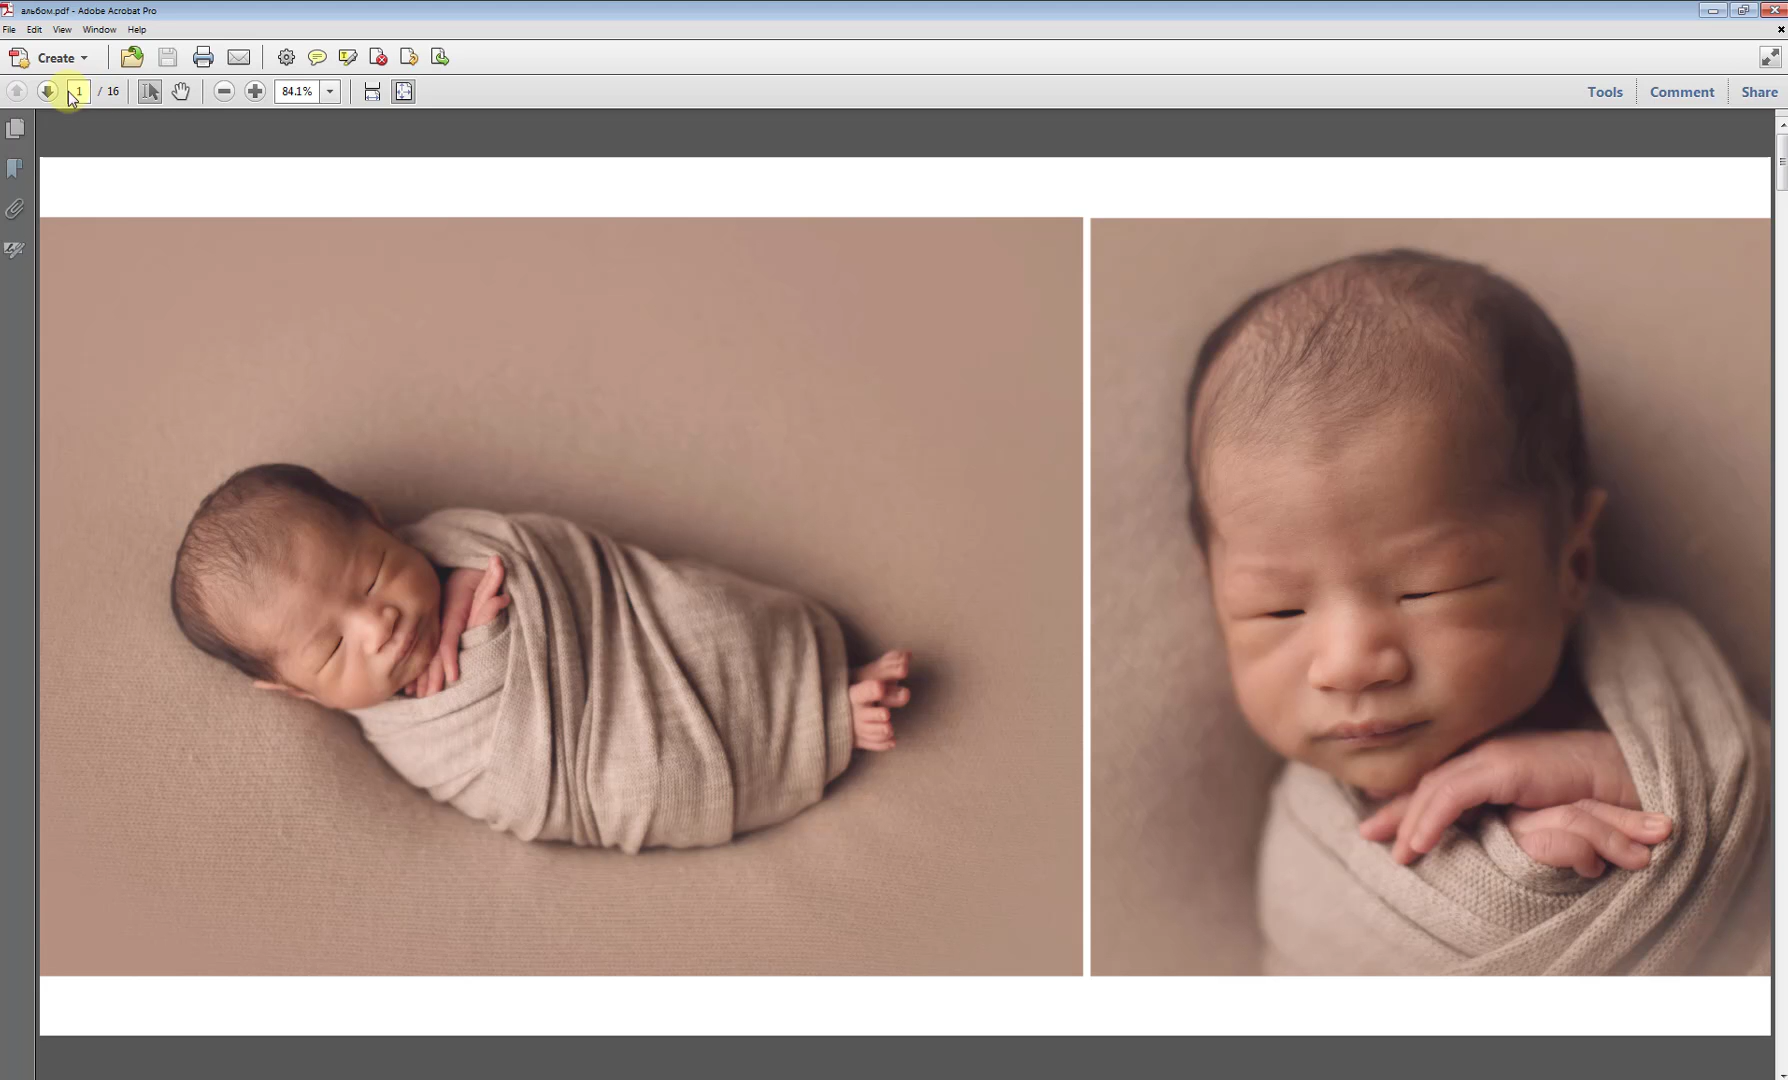 альбом.pdf - Adobe Acrobat Pro
File Edit View Window Help
Create
1 / 16 84.1% Tools Comment Share